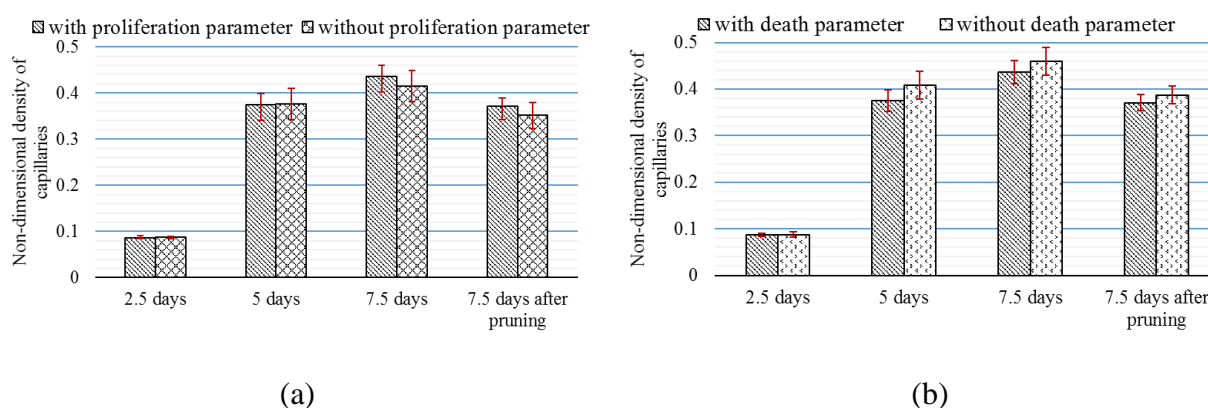 with proliferation parameter without proliferation parameter
0.5
0.4
0.3
0.2
0.1
0
Non-dimensional density of
capillaries
2.5 days 5 days 7.5 days 7.5 days after
pruning
(a)
with death parameter without death parameter
0.5
0.4
0.3
0.2
0.1
0
Non-dimensional density of
capillaries
2.5 days 5 days 7.5 days 7.5 days after
pruning
(b)